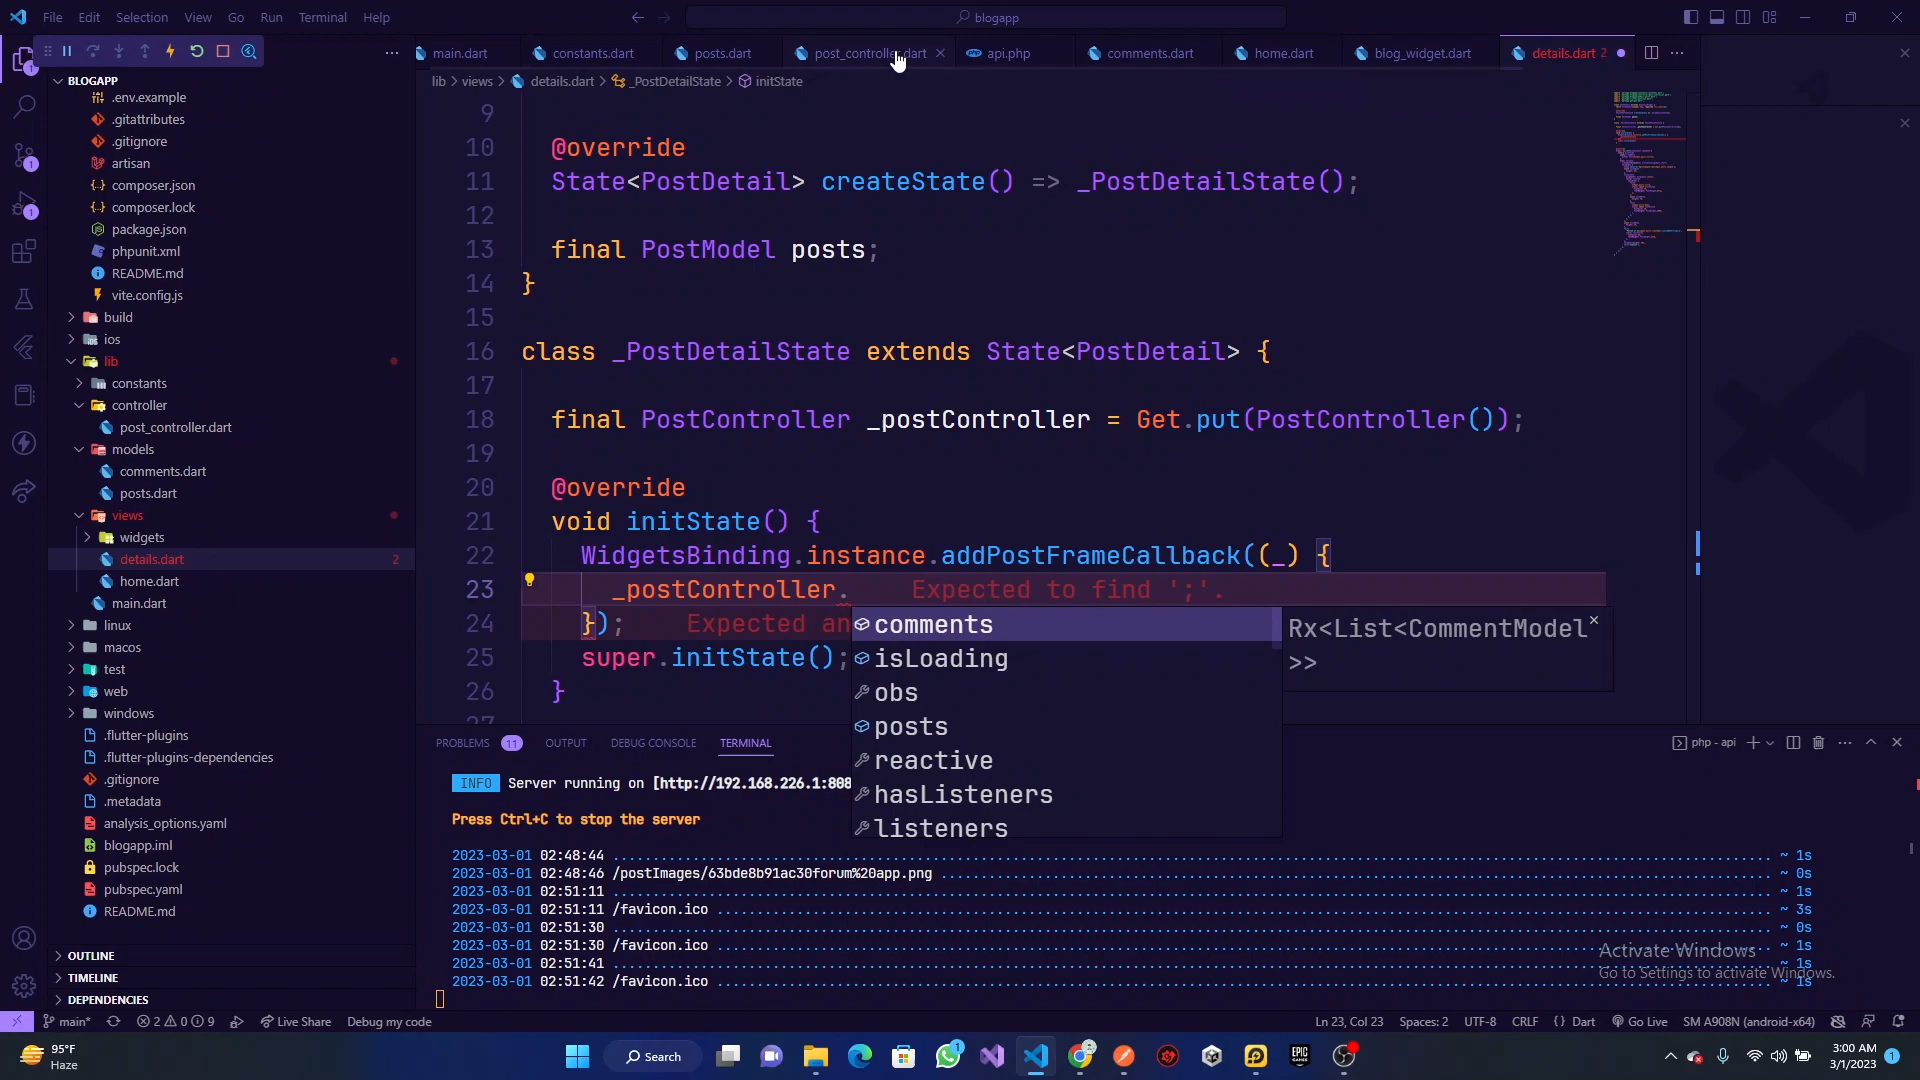 File Edit Selection View Go Run Terminal Help
blogapp
main.dart
constants.dart
posts.dart
post_controller.dart
api.php
comments.dart
home.dart
blog_widget.dart
details.dart 2
lib > views > details.dart > _PostDetailState > initState
BLOGAPP
.env.example
.gitattributes
.gitignore
artisan
composer.json
composer.lock
package.json
phpunit.xml
README.md
vite.config.js
build
ios
lib
constants
controller
post_controller.dart
models
comments.dart
posts.dart
views
widgets
details.dart 2
home.dart
main.dart
linux
macos
test
web
windows
.flutter-plugins
.flutter-plugins-dependencies
.gitignore
.metadata
analysis_options.yaml
blogapp.iml
pubspec.lock
pubspec.yaml
README.md
OUTLINE
TIMELINE
DEPENDENCIES
9
10 @override
11 State<PostDetail> createState() => _PostDetailState();
12
13 final PostModel posts;
14 }
15
16 class _PostDetailState extends State<PostDetail> {
17
18 final PostController _postController = Get.put(PostController());
19
20 @override
21 void initState() {
22 WidgetsBinding.instance.addPostFrameCallback((_) {
23 _postController. Expected to find ';'.
24 }); Expected an
25 super.initState();
26 }
27
comments
isLoading
obs
posts
reactive
hasListeners
listeners
Rx<List<CommentModel
>>
PROBLEMS 11 OUTPUT DEBUG CONSOLE TERMINAL
php - api
INFO Server running on [http://192.168.226.1:808
Press Ctrl+C to stop the server
2023-03-01 02:48:44 ~ 1s
2023-03-01 02:48:46 /postImages/63bde8b91ac30forum%20app.png ~ 0s
2023-03-01 02:51:11 ~ 1s
2023-03-01 02:51:11 /favicon.ico ~ 3s
2023-03-01 02:51:30 ~ 0s
2023-03-01 02:51:30 /favicon.ico ~ 1s
2023-03-01 02:51:41 ~ 1s
2023-03-01 02:51:42 /favicon.ico ~ 1s
Activate Windows
Go to Settings to activate Windows.
main* 2 0 9 Live Share Debug my code
Ln 23, Col 23 Spaces: 2 UTF-8 CRLF {} Dart Go Live SM A908N (android-x64)
95°F
Haze
Search
1
EPIC GAMES
3:00 AM
3/1/2023
1